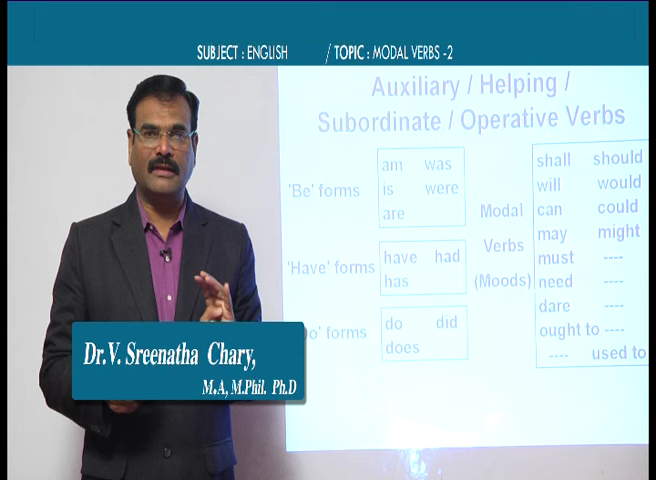 SUBJECT : ENGLISH / TOPIC : MODAL VERBS -2
Auxiliary / Helping /
Subordinate / Operative Verbs
'Be' forms
am was
is were
are
'Have' forms
have had
has
o' forms
do did
does
Modal
Verbs
(Moods)
shall should
will would
can could
may might
must ----
need ----
dare ----
ought to ----
---- used to
Dr.V. Sreenatha Chary,
M.A, M.Phil. Ph.D